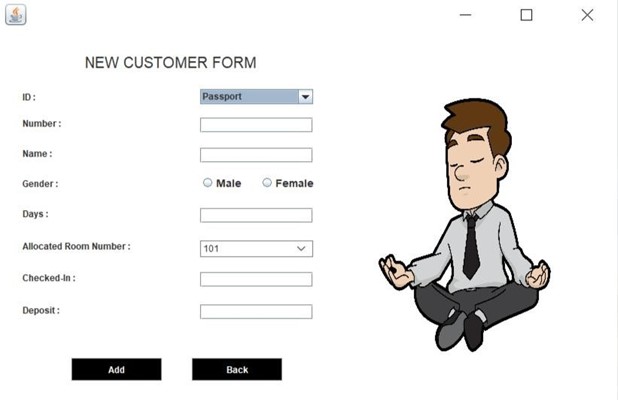 NEW CUSTOMER FORM
ID : Passport
Number :
Name :
Gender : Male Female
Days :
Allocated Room Number : 101
Checked-In :
Deposit :
Add Back